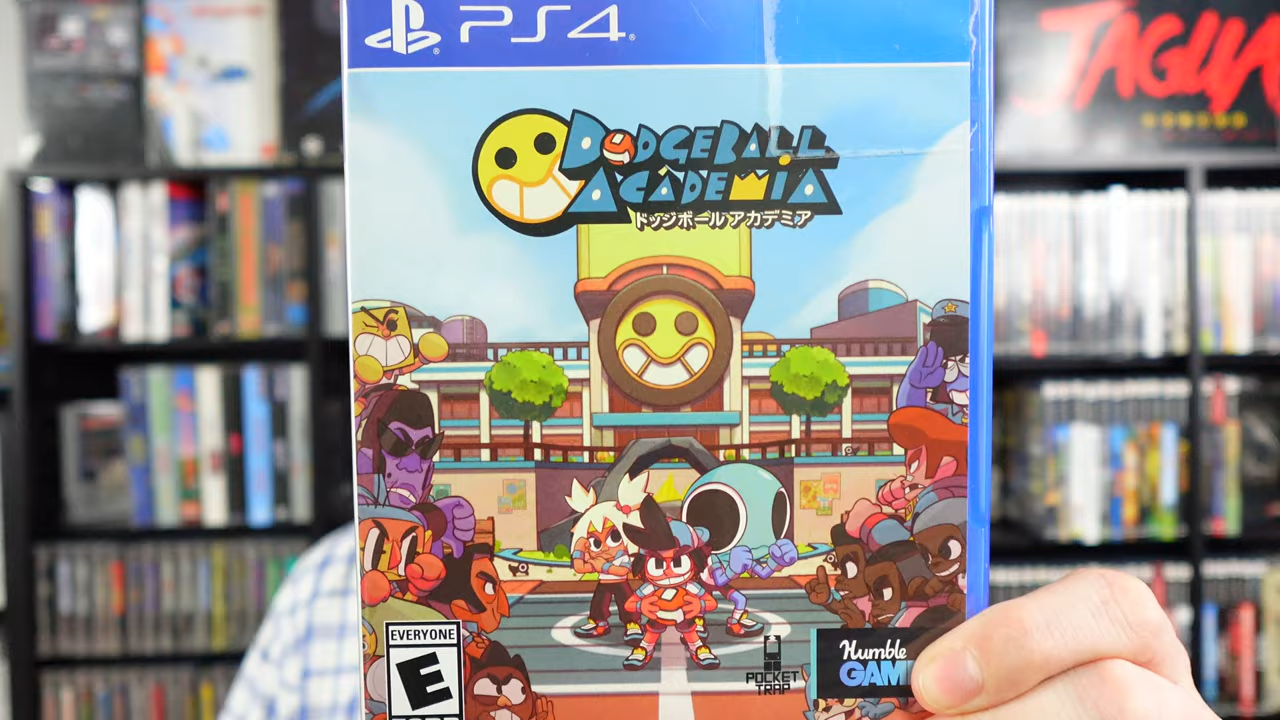 PS4
DODGEBALL
ACADEMIA
ドッジボールアカデミア
EVERYONE
E
POCKET
TRAP
Humble
GAM
JAGUA